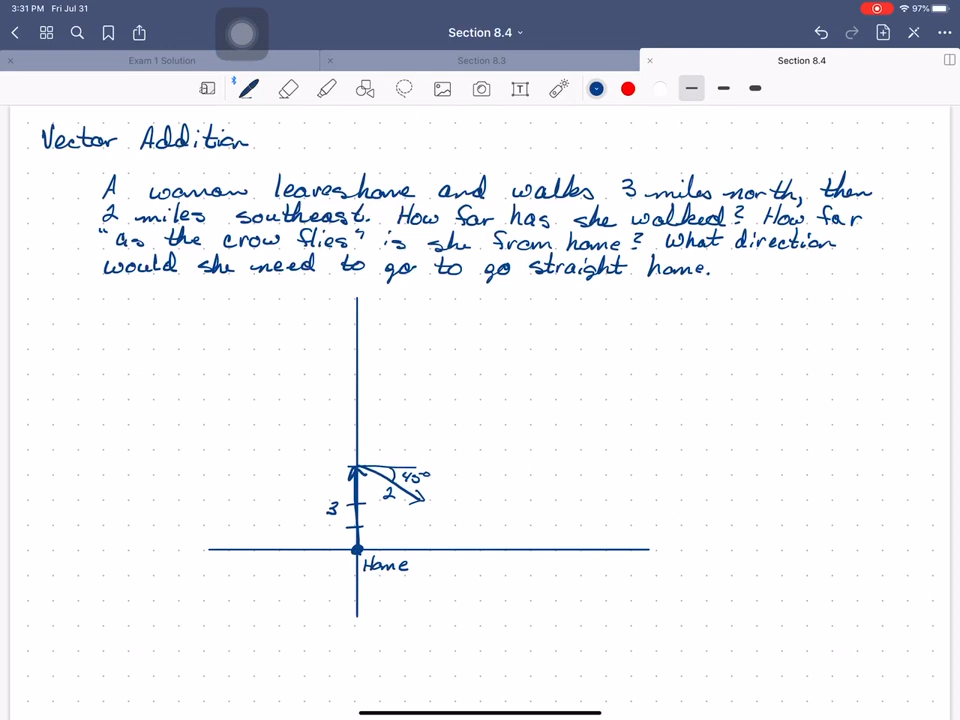 3:31 PM Fri Jul 31
97%
Section 8.4
Exam 1 Solution
Section 8.3
Section 8.4
T
Vector Addition
A woman leaves home and walks 3 miles north, then
2 miles southeast. How far has she walked? How far
"as the crow flies" is she from home? What direction
would she need to go to go straight home.
45°
2
3
Home